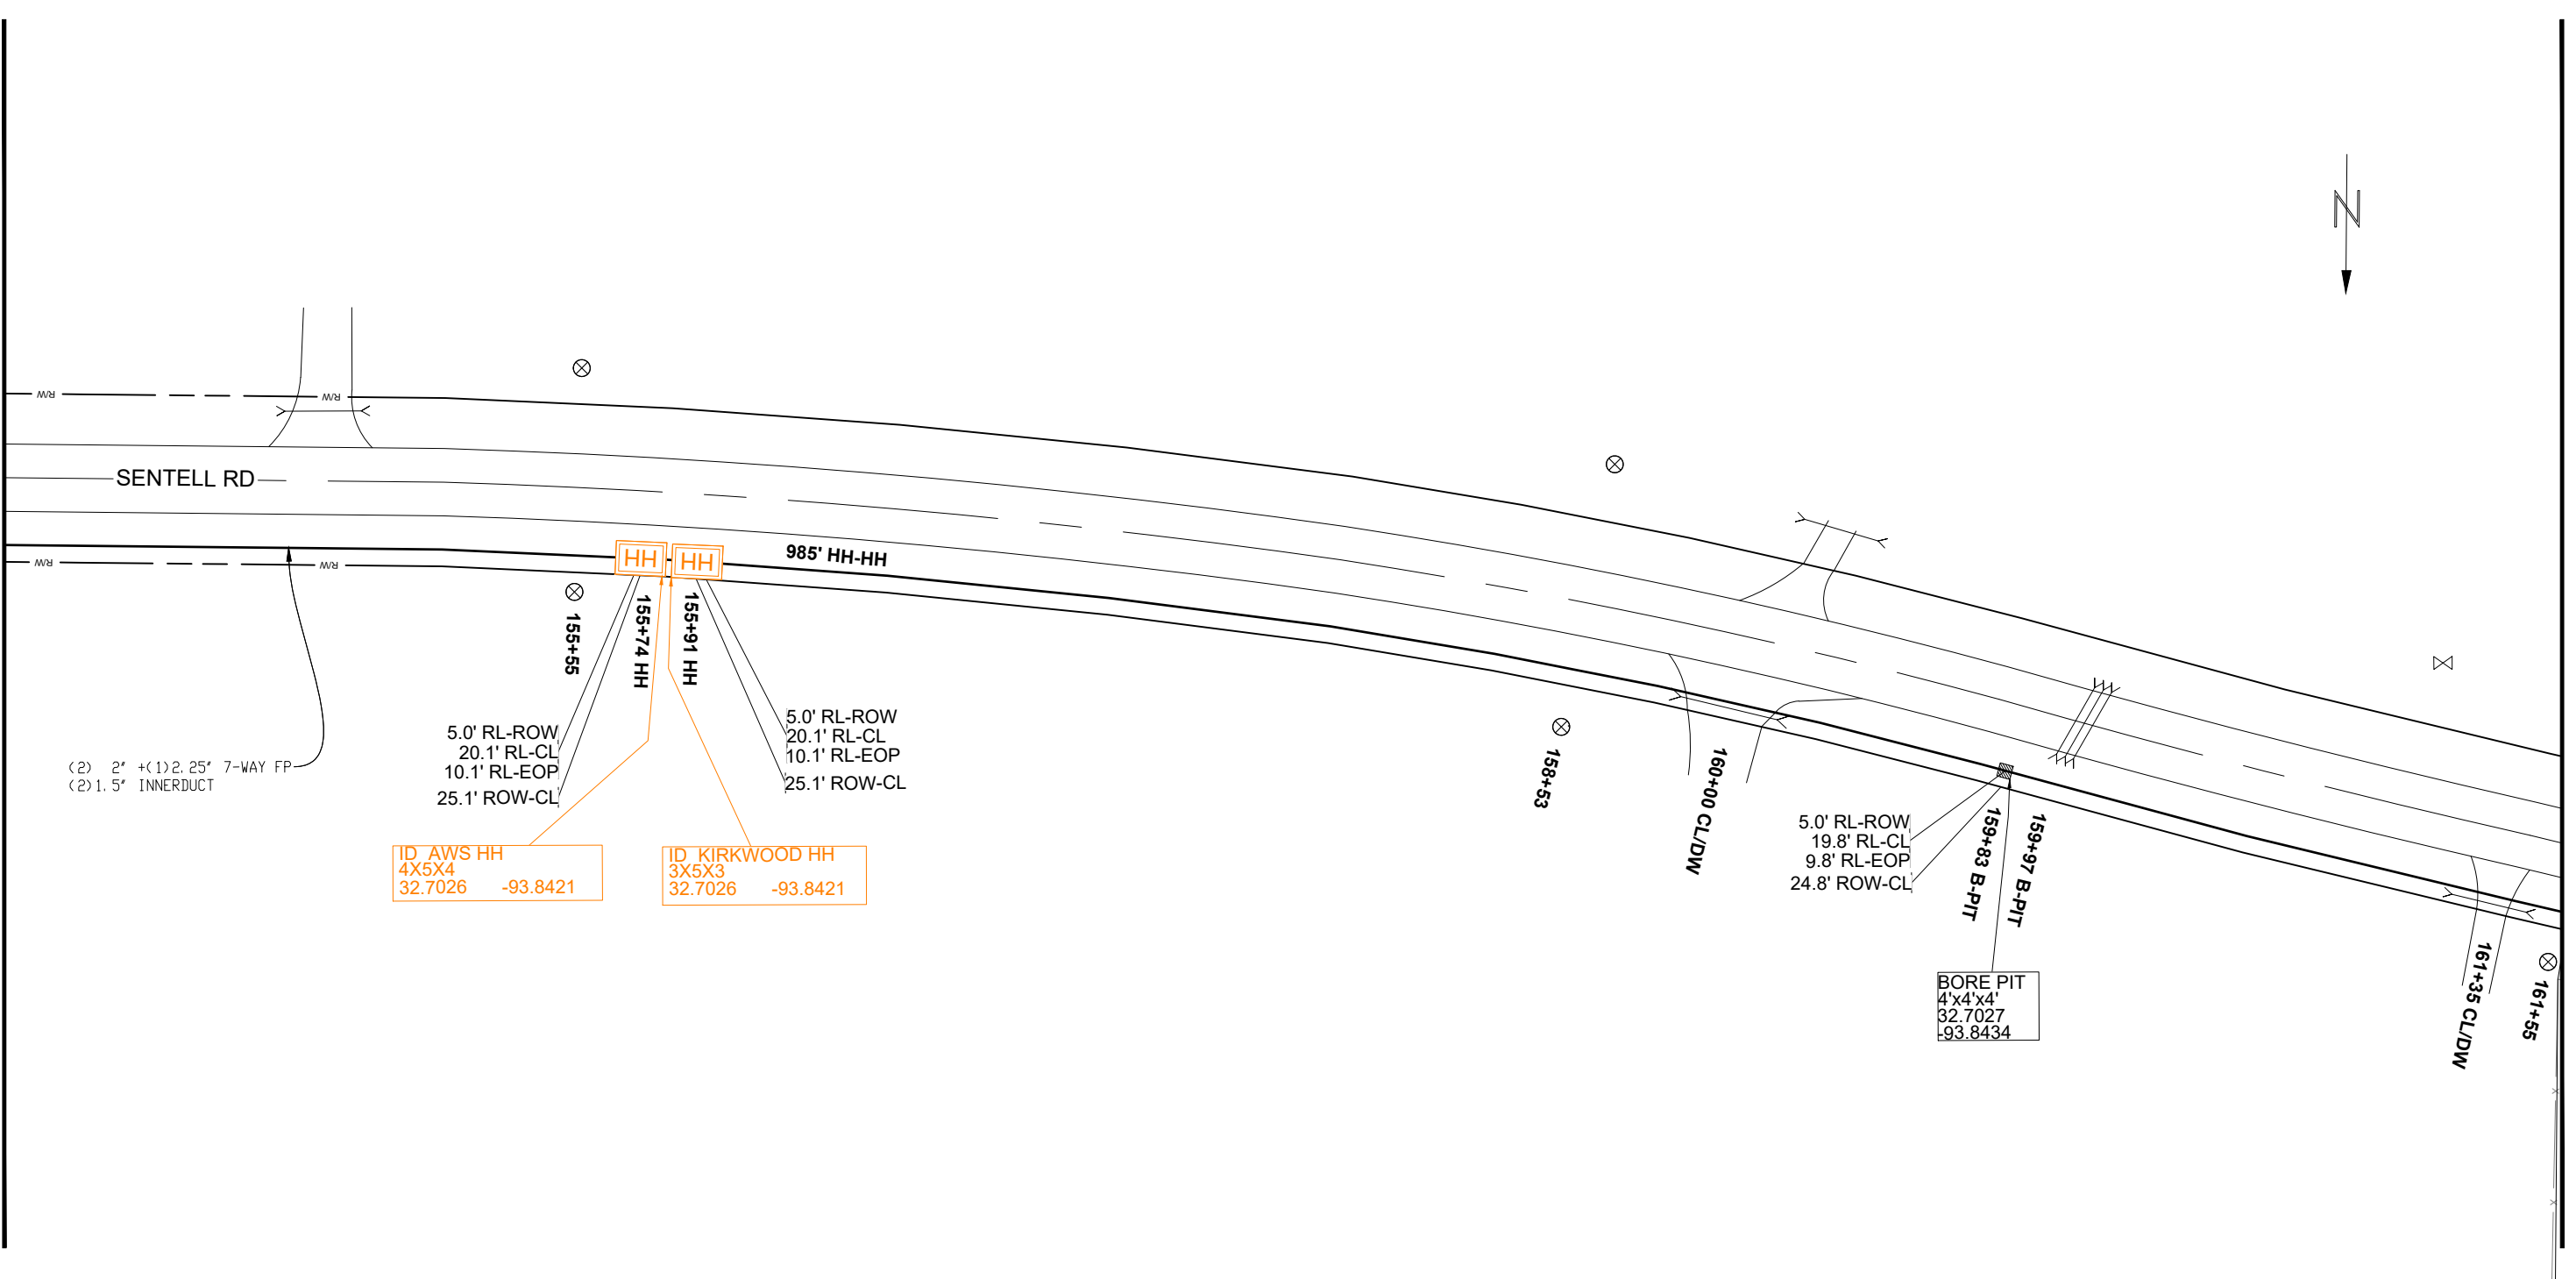 N
R/W
R/W
SENTELL RD
R/W
R/W
HH
HH
985' HH-HH
155+55
155+74 HH
155+91 HH
5.0' RL-ROW
20.1' RL-CL
10.1' RL-EOP
25.1' ROW-CL
5.0' RL-ROW
20.1' RL-CL
10.1' RL-EOP
25.1' ROW-CL
(2) 2" +(1)2.25" 7-WAY FP
(2)1.5" INNERDUCT
ID AWS HH
4X5X4
32.7026 -93.8421
ID KIRKWOOD HH
3X5X3
32.7026 -93.8421
158+53
160+00 CL/DW
5.0' RL-ROW
19.8' RL-CL
9.8' RL-EOP
24.8' ROW-CL
159+83 B-PIT
159+97 B-PIT
BORE PIT
4'x4'x4'
32.7027
-93.8434
161+35 CL/DW
161+55
X
X